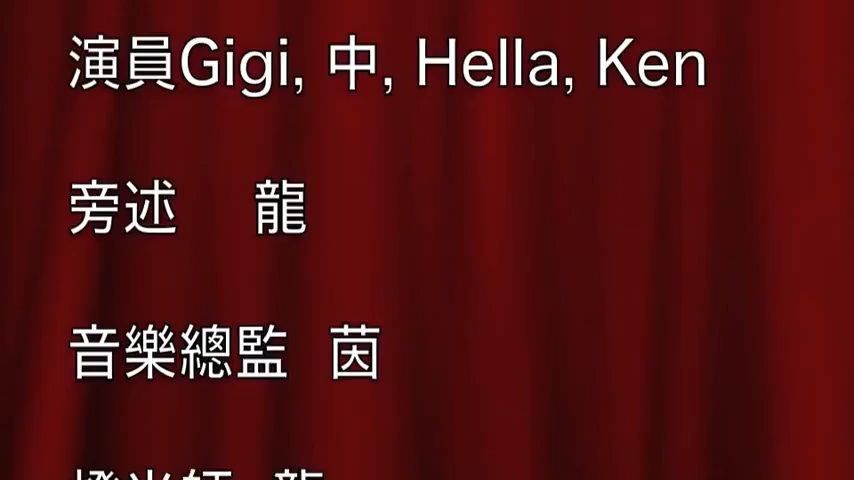 演員Gigi, 中, Hella, Ken
旁述 龍
音樂總監 茵